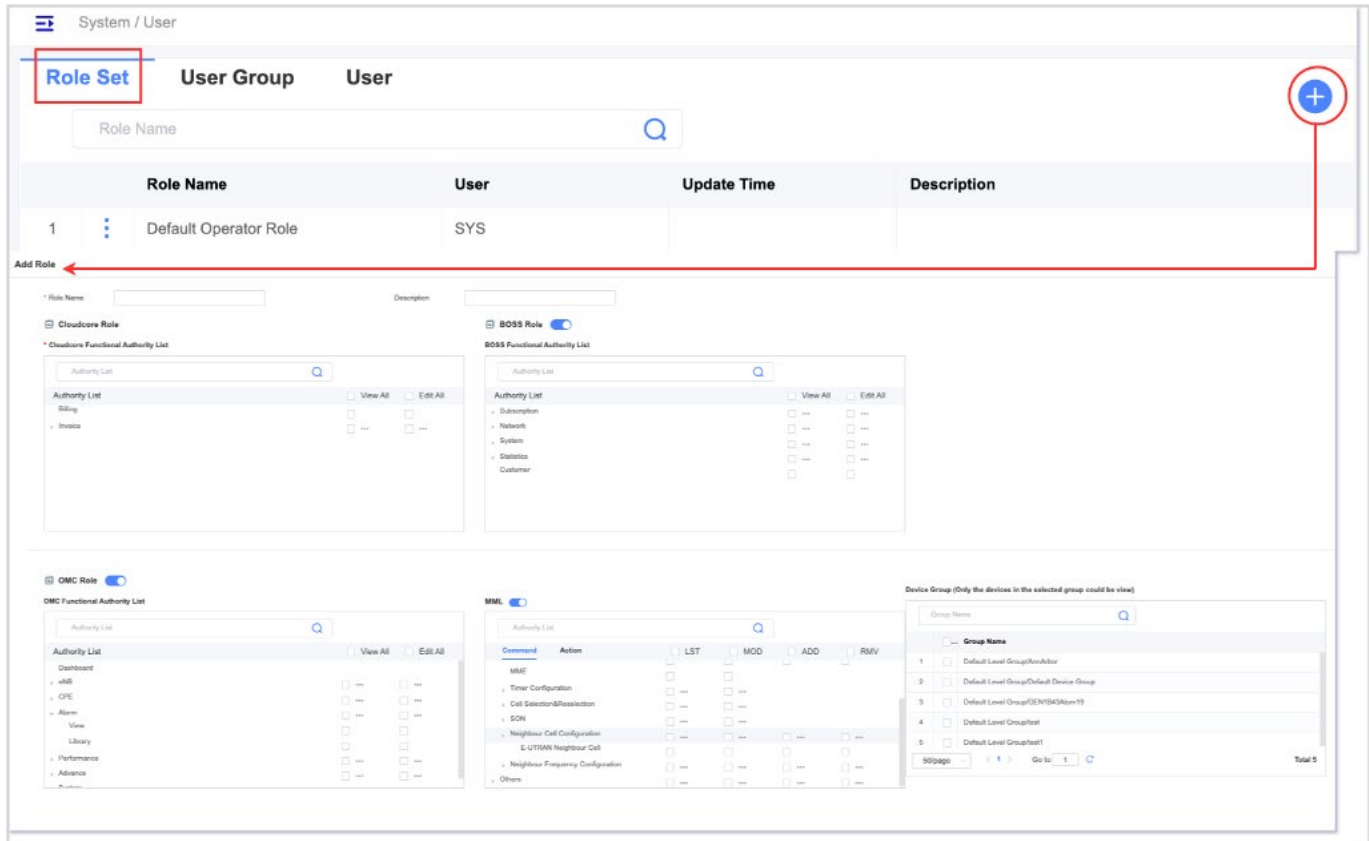 System / User
Role Set User Group User
Role Name
Role Name User Update Time Description
1 Default Operator Role SYS
Add Role
* Role Name Description
Cloudcore Role
* Cloudcore Functional Authority List
Authority List
Authority List View All Edit All
Billing
Invoice
BOSS Role
BOSS Functional Authority List
Authority List
Authority List View All Edit All
Subscription
Network
System
Statistics
Customer
OMC Role
OMC Functional Authority List
Authority List
Authority List View All Edit All
Dashboard
eNB
CPE
Alarm
View
Library
Performance
Advance
MML
Authority List
Command Action LST MOD ADD RMV
MME
Timer Configuration
Cell Selection&Reselection
SON
Neighbour Cell Configuration
E-UTRAN Neighbour Cell
Neighbour Frequency Configuration
Others
Device Group (Only the devices in the selected group could be view)
Group Name
... Group Name
1 Default Level Group/AnnArbor
2 Default Level Group/Default Device Group
3 Default Level
4 Default Level Group/test
5 Default Level Group/test1
50/page < 1 > Go to 1 Total 5